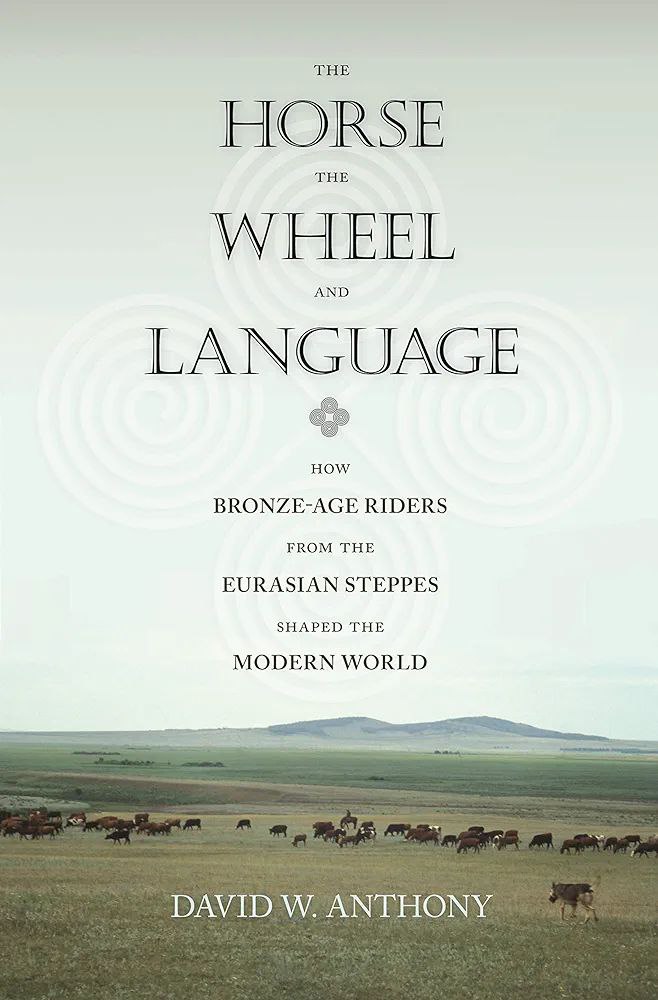 THE
HORSE
THE
WHEEL
AND
LANGUAGE
HOW
BRONZE-AGE RIDERS
FROM THE
EURASIAN STEPPES
SHAPED THE
MODERN WORLD
DAVID W. ANTHONY